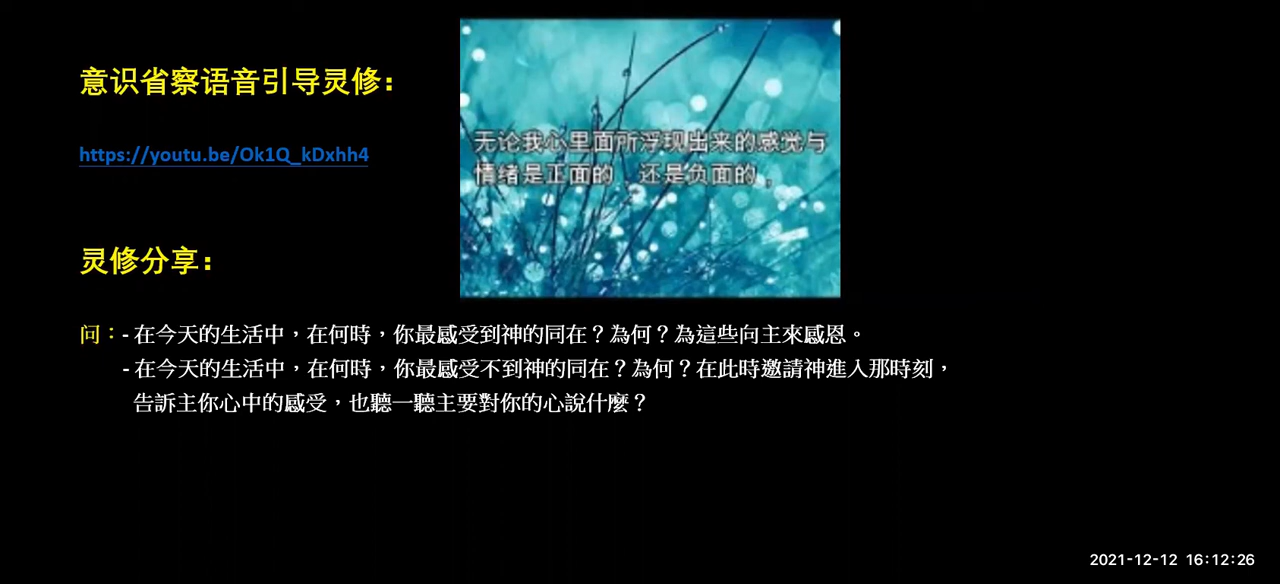 意识省察语音引导灵修：
https://youtu.be/Ok1Q_kDxhh4
无论我心里面所浮现出来的感觉与
情绪是正面的，还是负面的，
灵修分享：
问：- 在今天的生活中，在何時，你最感受到神的同在？為何？為這些向主來感恩。
- 在今天的生活中，在何時，你最感受不到神的同在？為何？在此時邀請神進入那時刻，
告訴主你心中的感受，也聽一聽主要對你的心說什麼？
2021-12-12 16:12:26